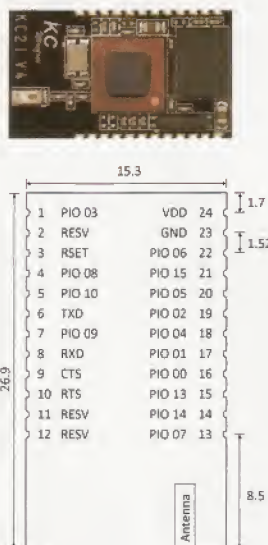 KC21 V4
kc
15.3
1 PIO 03 VDD 24
2 RESV GND 23
3 RSET PIO 06 22
4 PIO 08 PIO 15 21
5 PIO 10 PIO 05 20
6 TXD PIO 02 19
7 PIO 09 PIO 04 18
8 RXD PIO 01 17
9 CTS PIO 00 16
10 RTS PIO 13 15
11 RESV PIO 14 14
12 RESV PIO 07 13
1.7
1.52
26.9
8.5
Antenna